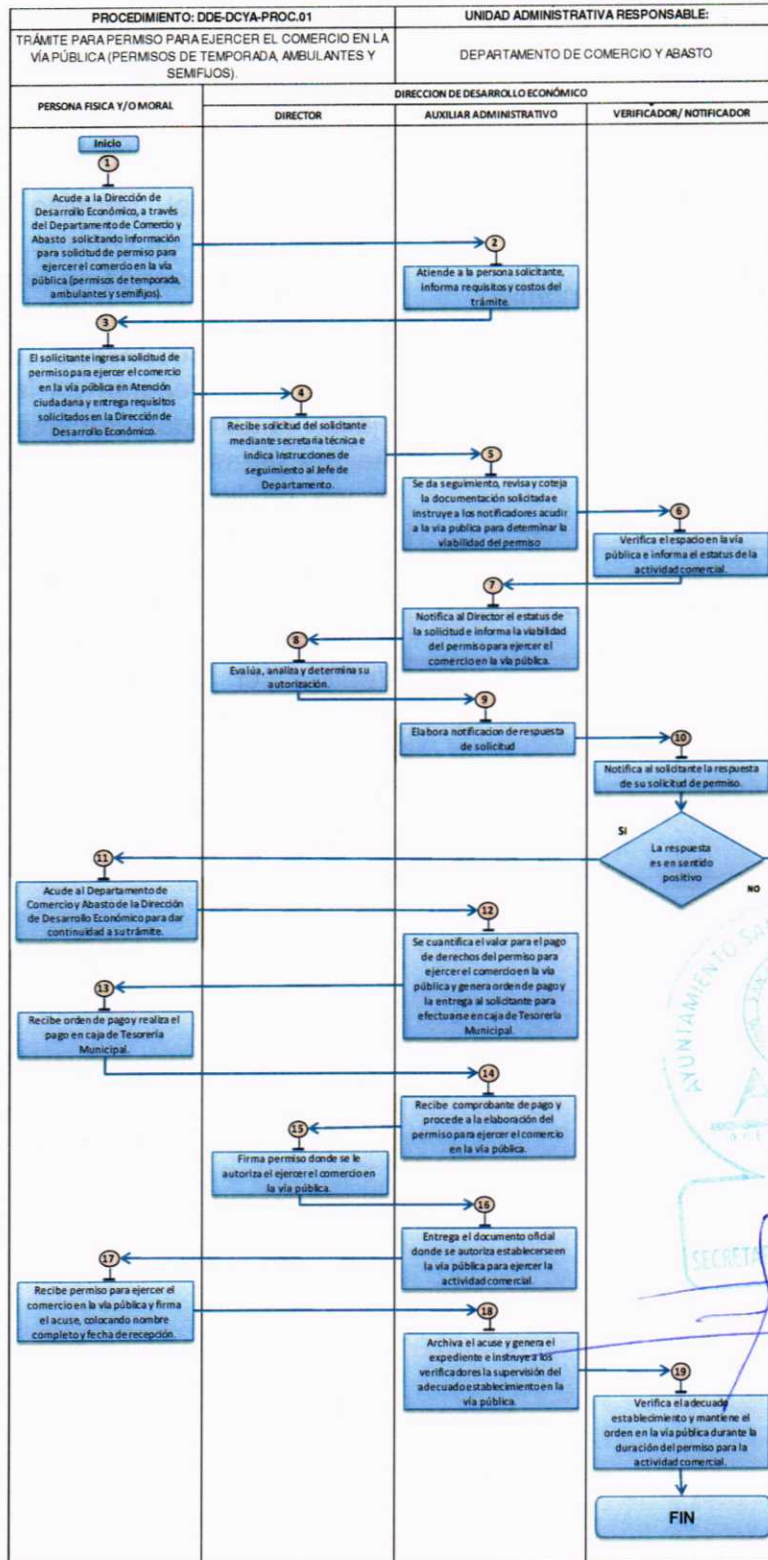 PROCEDIMIENTO: DDE-DCYA-PROC.01
UNIDAD ADMINISTRATIVA RESPONSABLE:
TRÁMITE PARA PERMISO PARA EJERCER EL COMERCIO EN LA
VÍA PÚBLICA (PERMISOS DE TEMPORADA, AMBULANTES Y
SEMIFIJOS).
DEPARTAMENTO DE COMERCIO Y ABASTO
PERSONA FISICA Y/O MORAL
DIRECCION DE DESARROLLO ECONÓMICO
DIRECTOR
AUXILIAR ADMINISTRATIVO
VERIFICADOR/ NOTIFICADOR
Inicio
1
Acude a la Dirección de
Desarrollo Económico, a través
del Departamento de Comercio y
Abasto solicitando información
para solicitud de permiso para
ejercer el comercio en la vía
pública (permisos de temporada,
ambulantes y semifijos).
2
Atiende a la persona solicitante,
informa requisitos y costos del
trámite.
3
El solicitante ingresa solicitud de
permiso para ejercer el comercio
en la vía pública en Atención
ciudadana y entrega requisitos
solicitados en la Dirección de
Desarrollo Económico.
4
Recibe solicitud del solicitante
mediante secretaria técnica e
indica instrucciones de
seguimiento al Jefe de
Departamento.
5
Se da seguimiento, revisa y coteja
la documentación solicitada e
instruye a los notificadores acudir
a la vía publica para determinar la
viabilidad del permiso
6
Verifica el espacio en la vía
pública e informa el estatus de la
actividad comercial.
7
Notifica al Director el estatus de
la solicitud e informa la viabilidad
del permiso para ejercer el
comercio en la vía pública.
8
Evalúa, analiza y determina su
autorización.
9
Elabora notificacion de respuesta
de solicitud
10
Notifica al solicitante la respuesta
de su solicitud de permiso.
SI
La respuesta
es en sentido
positivo
NO
11
Acude al Departamento de
Comercio y Abasto de la Dirección
de Desarrollo Económico para dar
continuidad a su trámite.
12
Se cuantifica el valor para el pago
de derechos del permiso para
ejercer el comercio en la vía
pública y genera orden de pago y
la entrega al solicitante para
efectuarse en caja de Tesorería
Municipal.
13
Recibe orden de pago y realiza el
pago en caja de Tesorería
Municipal.
14
Recibe comprobante de pago y
procede a la elaboración del
permiso para ejercer el comercio
en la vía pública.
15
Firma permiso donde se le
autoriza el ejercer el comercio en
la vía pública.
16
Entrega el documento oficial
donde se autoriza establecerse en
la vía pública para ejercer la
actividad comercial.
17
Recibe permiso para ejercer el
comercio en la vía pública y firma
el acuse, colocando nombre
completo y fecha de recepción.
18
Archiva el acuse y genera el
expediente e instruye a los
verificadores la supervisión del
adecuado establecimiento en la
vía pública.
19
Verifica el adecuado
establecimiento y mantiene el
orden en la vía pública durante la
duración del permiso para la
actividad comercial.
FIN
AYUNTAMIENTO SAN